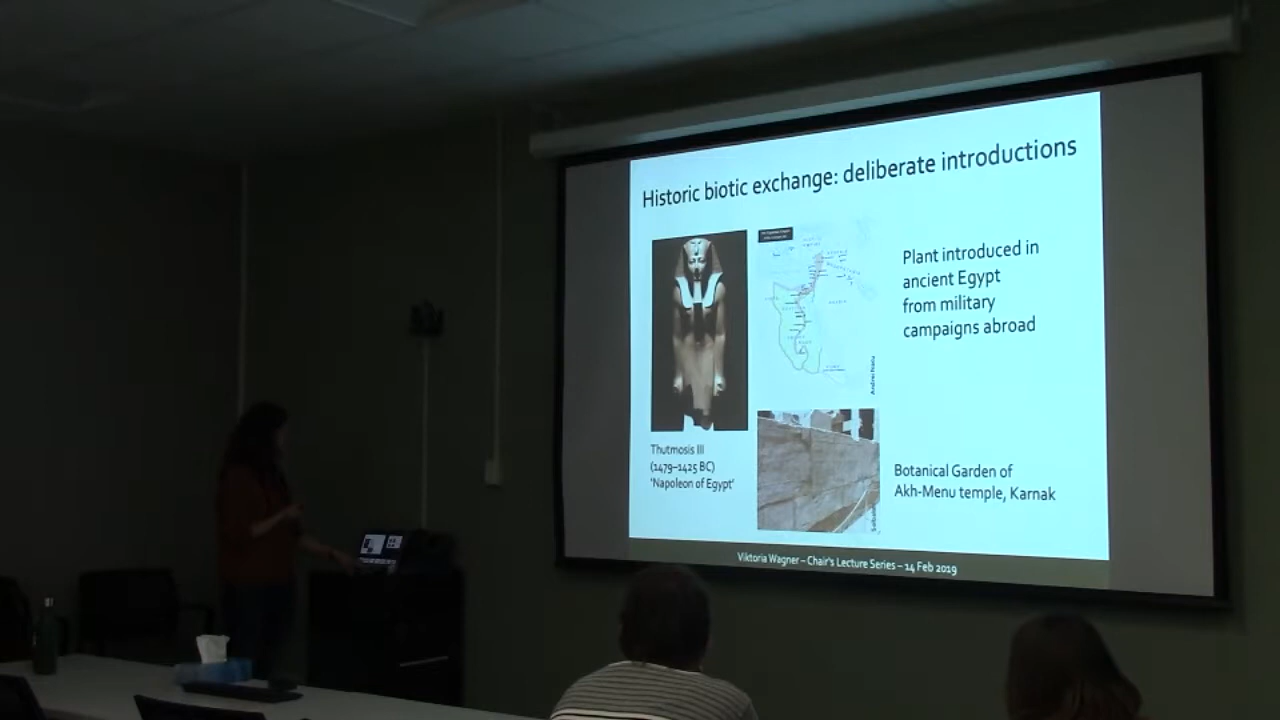 Historic biotic exchange: deliberate introductions
Plant introduced in
ancient Egypt
from military
campaigns abroad
Thutmosis III
(1479–1425 BC)
'Napoleon of Egypt'
Botanical Garden of
Akh-Menu temple, Karnak
Viktoria Wagner – Chair's Lecture Series – 14 Feb 2019